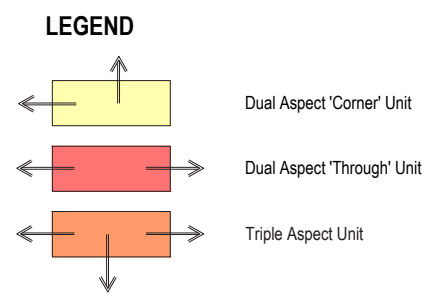 LEGEND
Dual Aspect 'Corner' Unit
Dual Aspect 'Through' Unit
Triple Aspect Unit